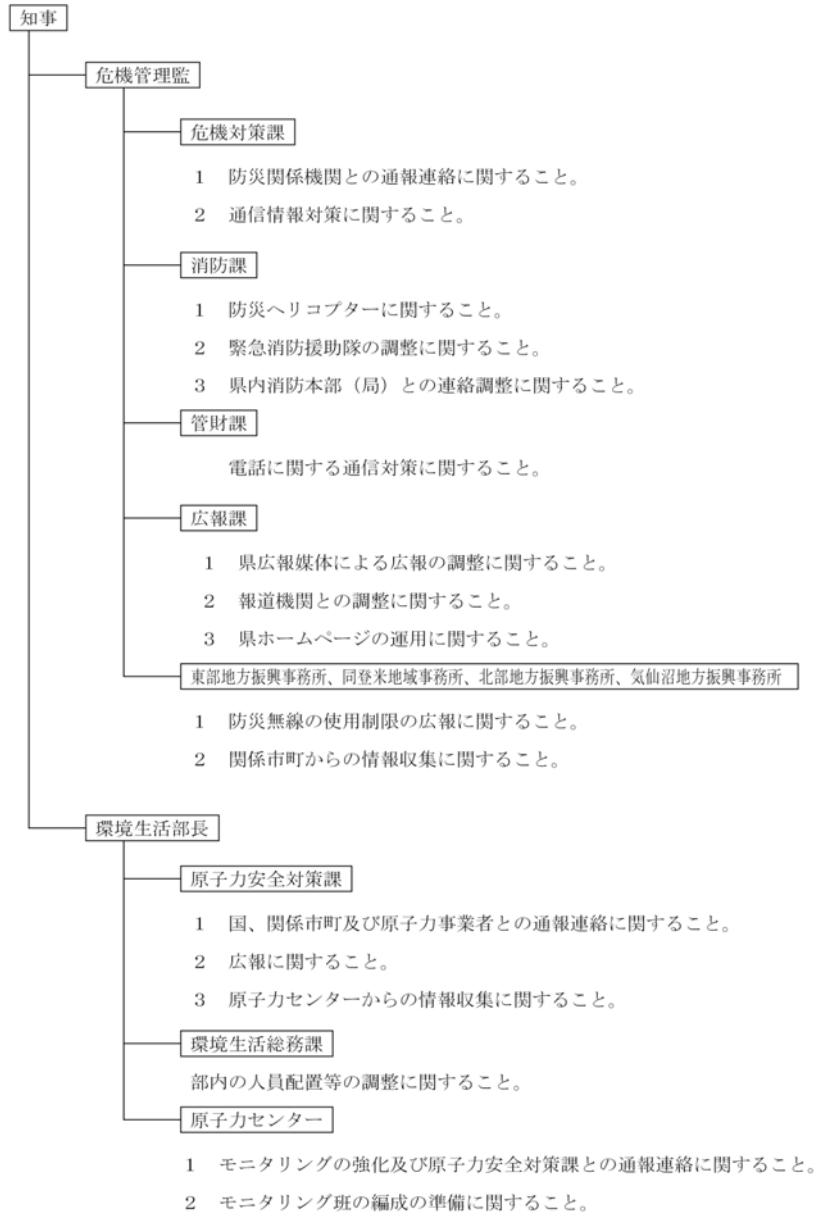 知事
危機管理監
危機対策課
1 防災関係機関との通報連絡に関すること。
2 通信情報対策に関すること。
消防課
1 防災ヘリコプターに関すること。
2 緊急消防援助隊の調整に関すること。
3 県内消防本部（局）との連絡調整に関すること。
管財課
電話に関する通信対策に関すること。
広報課
1 県広報媒体による広報の調整に関すること。
2 報道機関との調整に関すること。
3 県ホームページの運用に関すること。
東部地方振興事務所、同登米地域事務所、北部地方振興事務所、気仙沼地方振興事務所
1 防災無線の使用制限の広報に関すること。
2 関係市町からの情報収集に関すること。
環境生活部長
原子力安全対策課
1 国、関係市町及び原子力事業者との通報連絡に関すること。
2 広報に関すること。
3 原子力センターからの情報収集に関すること。
環境生活総務課
部内の人員配置等の調整に関すること。
原子力センター
1 モニタリングの強化及び原子力安全対策課との通報連絡に関すること。
2 モニタリング班の編成の準備に関すること。